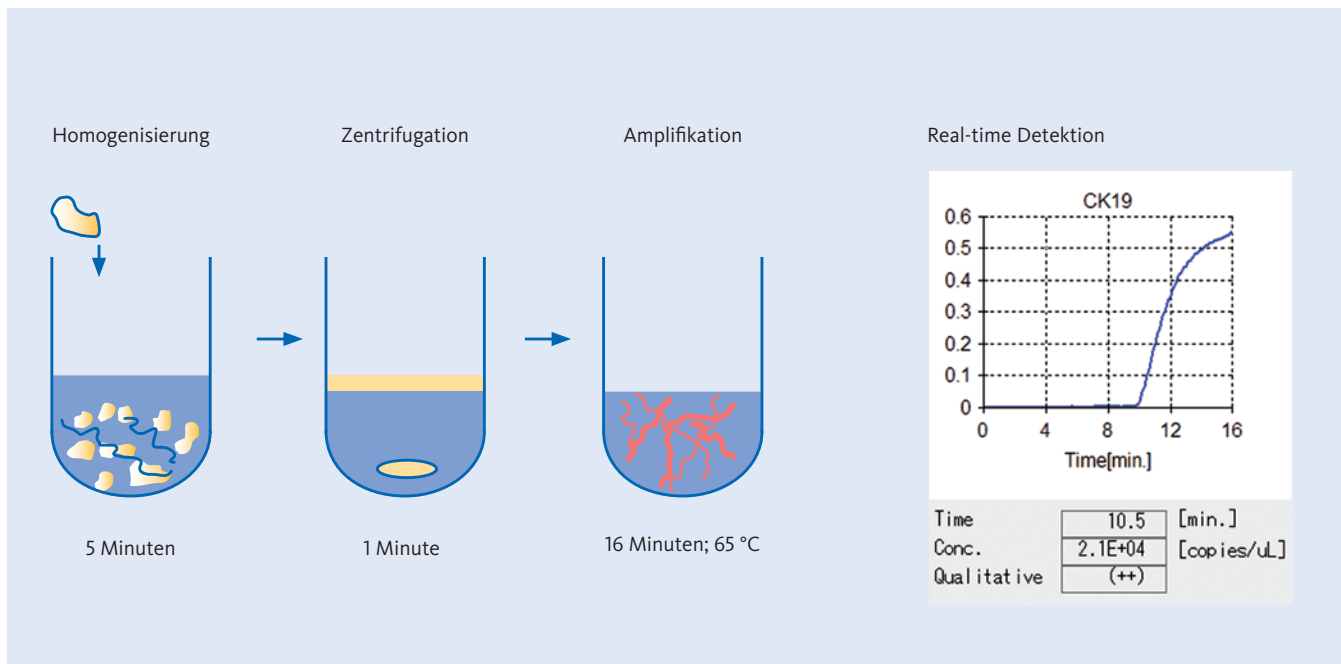 Homogenisierung
Zentrifugation
Amplifikation
Real-time Detektion
CK19
0.6
0.5
0.4
0.3
0.2
0.1
0
0 4 8 12 16
Time[min.]
5 Minuten
1 Minute
16 Minuten; 65 °C
Time 10.5 [min.]
Conc. 2.1E+04 [copies/uL]
Qualitative (++)